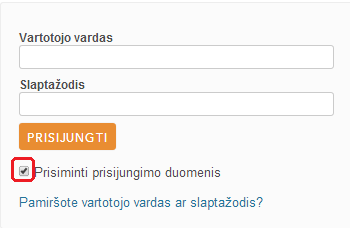 Vartotojo vardas
Slaptažodis
PRISIJUNGTI
Prisiminti prisijungimo duomenis
Pamiršote vartotojo vardas ar slaptažodis?